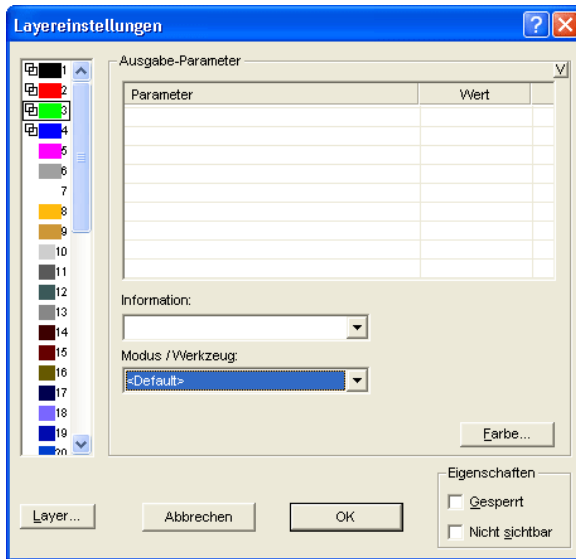 Layereinstellungen
Ausgabe-Parameter
V
Parameter Wert
1
2
3
4
5
6
7
8
9
10
11
12
13
14
15
16
17
18
19
20
Information:
Modus / Werkzeug:
<Default>
Farbe...
Eigenschaften
Gesperrt
Nicht sichtbar
Layer... Abbrechen OK